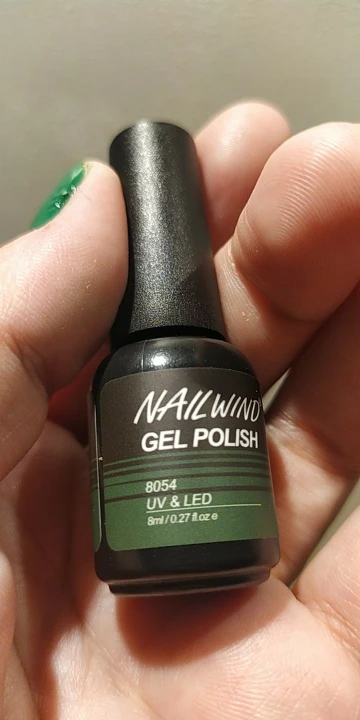 NAILWIND
GEL POLISH
8054
UV & LED
8ml / 0.27 fl.oz e